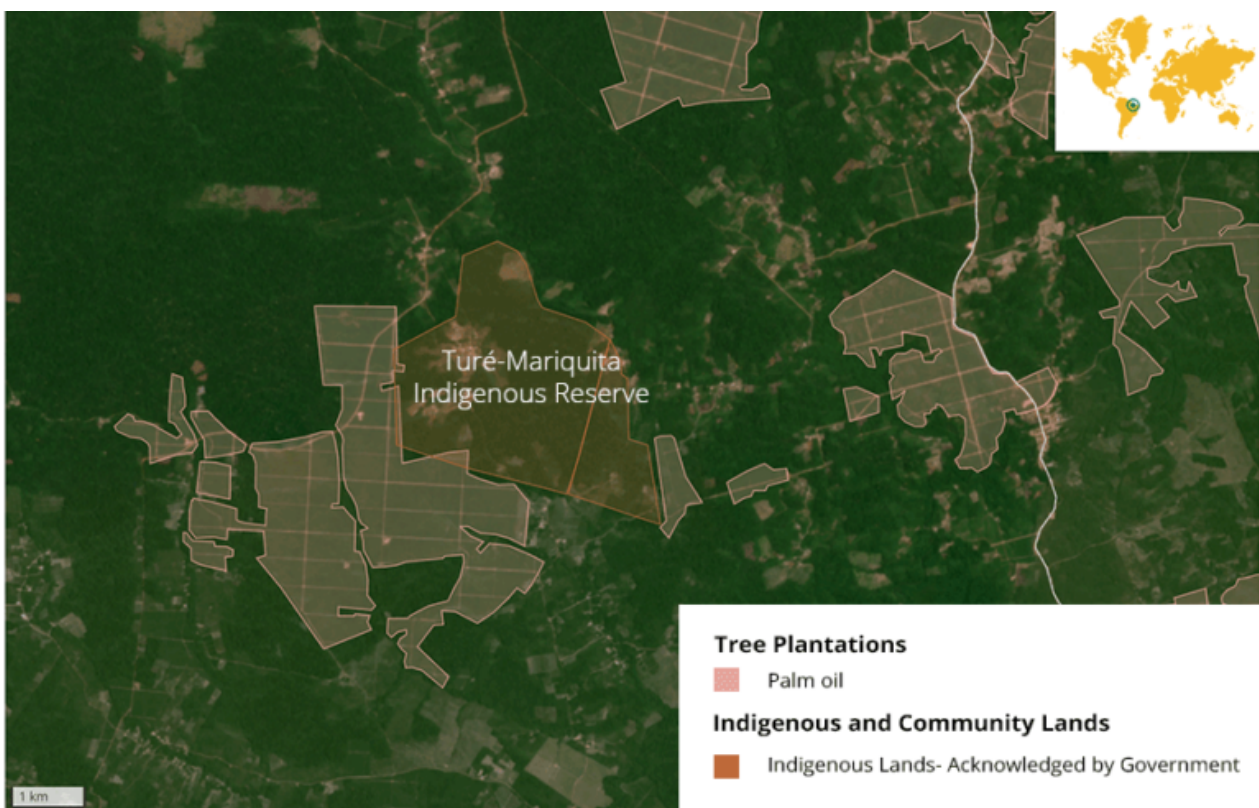 Turé-Mariquita
Indigenous Reserve
Tree Plantations
Palm oil
Indigenous and Community Lands
Indigenous Lands- Acknowledged by Government
1 km